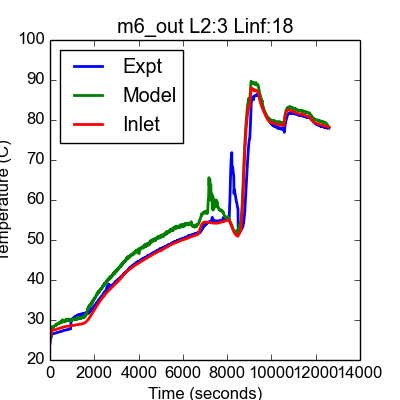 m6_out L2:3 Linf:18
100
90
80
70
60
50
40
30
20
Temperature (C)
Expt
Model
Inlet
0 2000 4000 6000 8000 10000 12000 14000
Time (seconds)